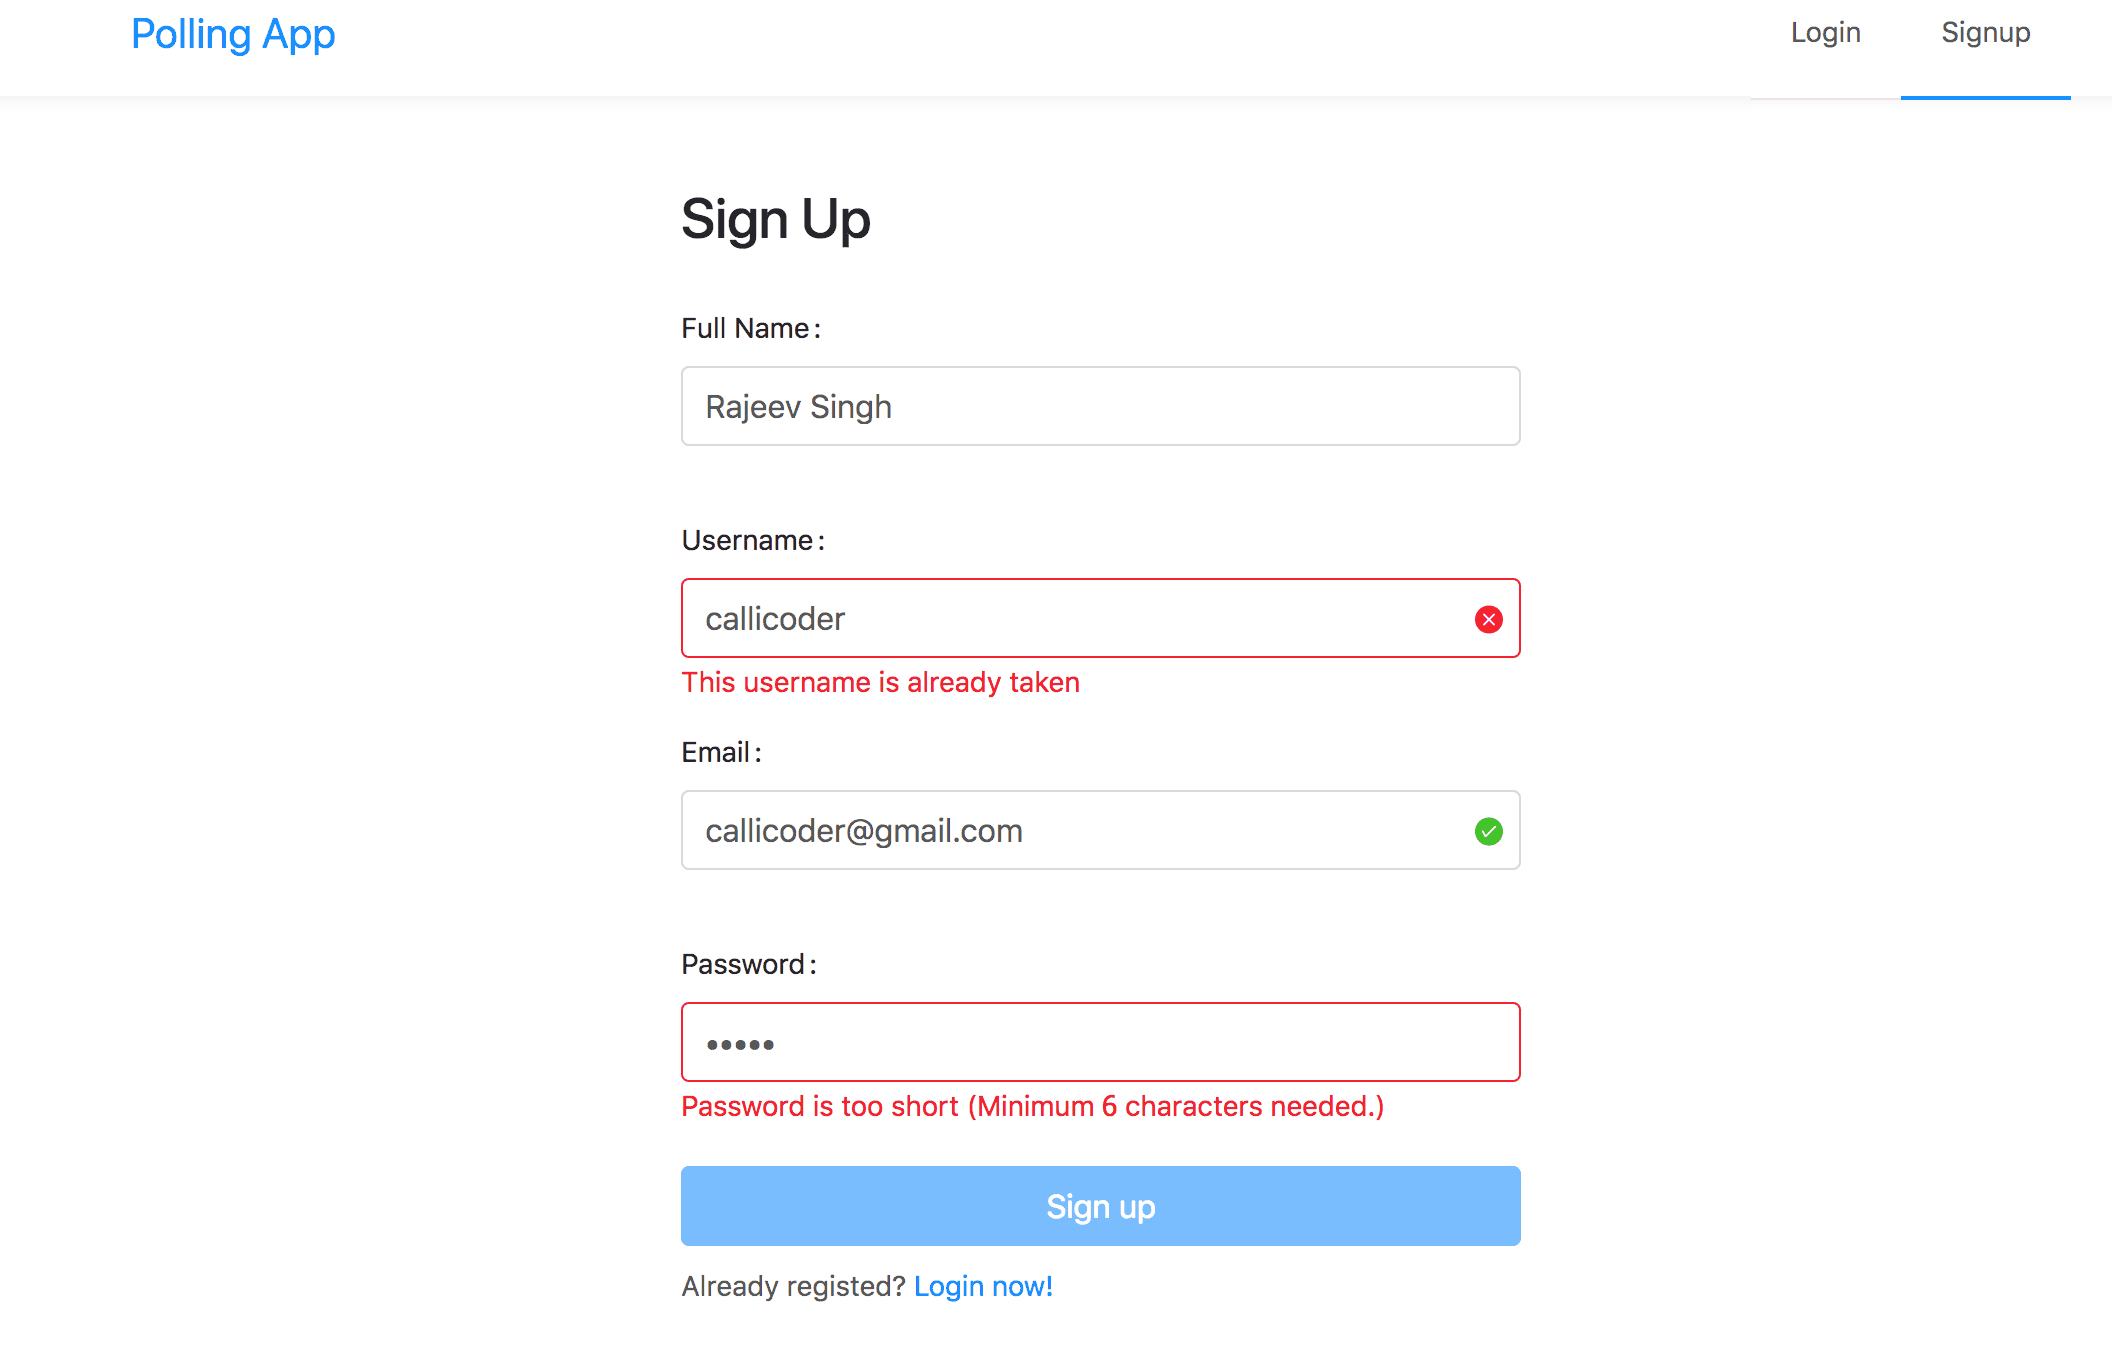 Polling App
Login
Signup
Sign Up
Full Name:
Rajeev Singh
Username:
callicoder
This username is already taken
Email:
callicoder@gmail.com
Password:
•••••
Password is too short (Minimum 6 characters needed.)
Sign up
Already registed? Login now!